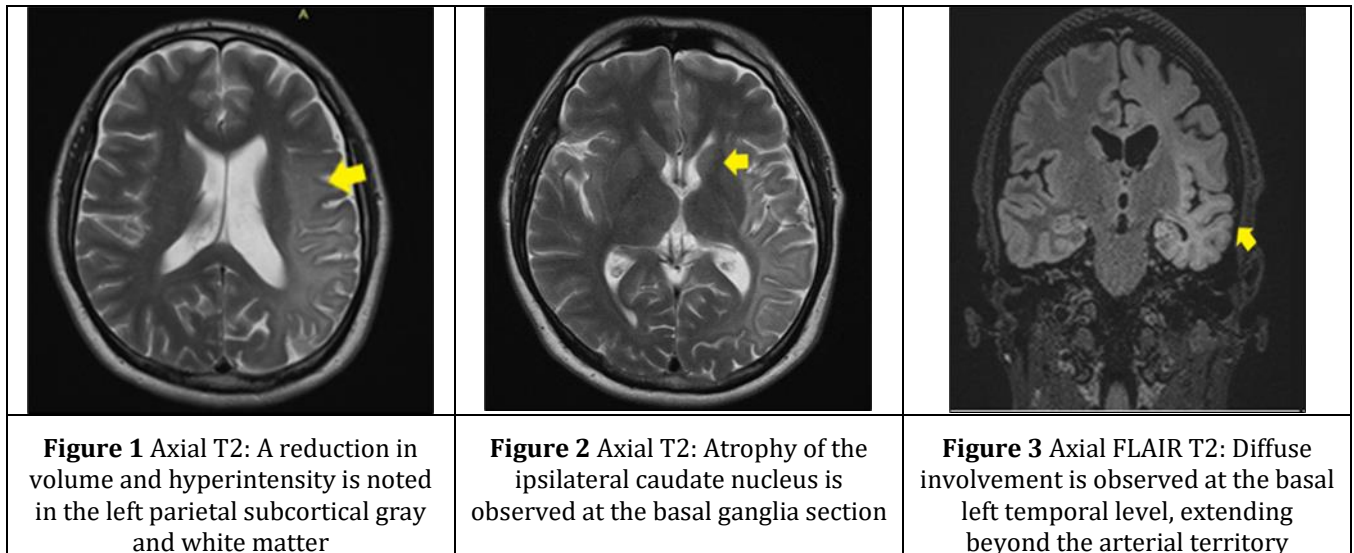 Figure 1 Axial T2: A reduction in
volume and hyperintensity is noted
in the left parietal subcortical gray
and white matter
Figure 2 Axial T2: Atrophy of the
ipsilateral caudate nucleus is
observed at the basal ganglia section
Figure 3 Axial FLAIR T2: Diffuse
involvement is observed at the basal
left temporal level, extending
beyond the arterial territory